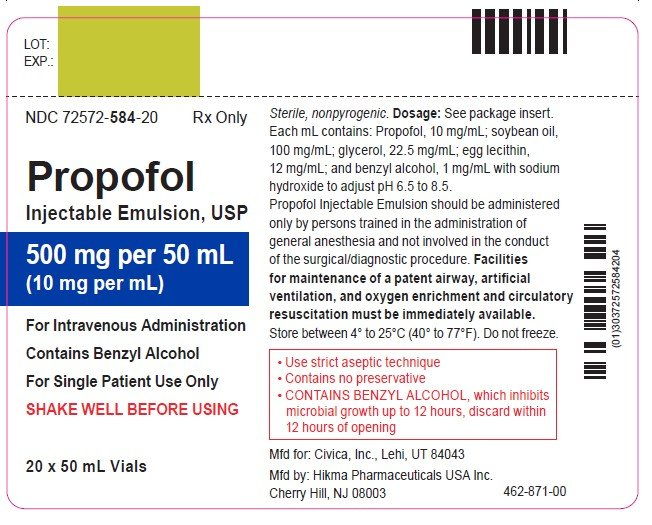 LOT:
EXP.:
NDC 72572-584-20 Rx Only
Propofol
Injectable Emulsion, USP
500 mg per 50 mL
(10 mg per mL)
For Intravenous Administration
Contains Benzyl Alcohol
For Single Patient Use Only
SHAKE WELL BEFORE USING
20 x 50 mL Vials
Sterile, nonpyrogenic. Dosage: See package insert.
Each mL contains: Propofol, 10 mg/mL; soybean oil,
100 mg/mL; glycerol, 22.5 mg/mL; egg lecithin,
12 mg/mL; and benzyl alcohol, 1 mg/mL with sodium
hydroxide to adjust pH 6.5 to 8.5.
Propofol Injectable Emulsion should be administered
only by persons trained in the administration of
general anesthesia and not involved in the conduct
of the surgical/diagnostic procedure. Facilities
for maintenance of a patent airway, artificial
ventilation, and oxygen enrichment and circulatory
resuscitation must be immediately available.
Store between 4° to 25°C (40° to 77°F). Do not freeze.
• Use strict aseptic technique
• Contains no preservative
• CONTAINS BENZYL ALCOHOL, which inhibits
microbial growth up to 12 hours, discard within
12 hours of opening
Mfd for: Civica, Inc., Lehi, UT 84043
Mfd by: Hikma Pharmaceuticals USA Inc.
Cherry Hill, NJ 08003 462-871-00
(01)30372572584204